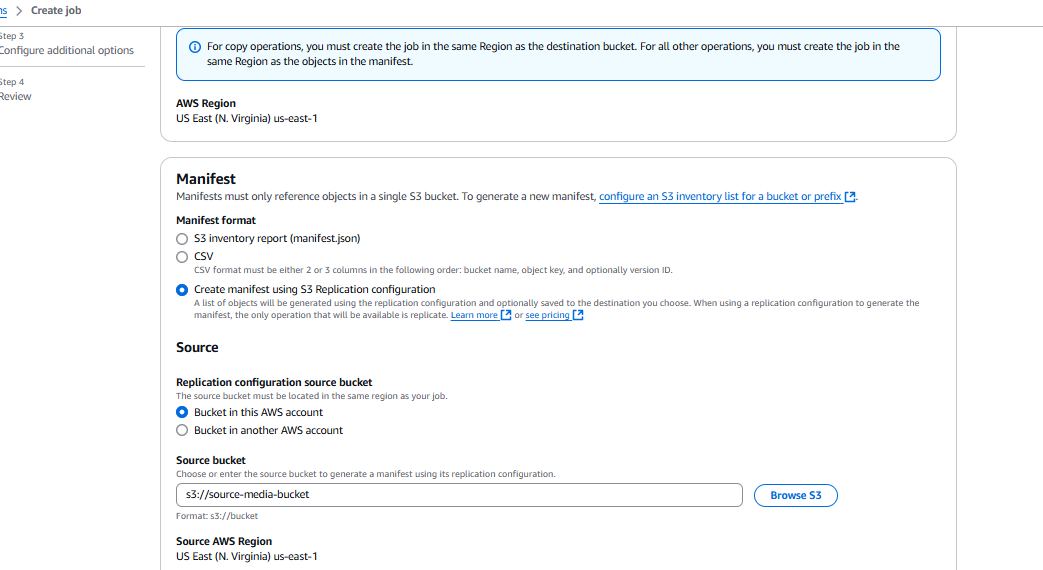 Create job
Step 3
Configure additional options
Step 4
Review
For copy operations, you must create the job in the same Region as the destination bucket. For all other operations, you must create the job in the
same Region as the objects in the manifest.
AWS Region
US East (N. Virginia) us-east-1
Manifest
Manifests must only reference objects in a single S3 bucket. To generate a new manifest, configure an S3 inventory list for a bucket or prefix.
Manifest format
S3 inventory report (manifest.json)
CSV
CSV format must be either 2 or 3 columns in the following order: bucket name, object key, and optionally version ID.
Create manifest using S3 Replication configuration
A list of objects will be generated using the replication configuration and optionally saved to the destination you choose. When using a replication configuration to generate the
manifest, the only operation that will be available is replicate. Learn more or see pricing
Source
Replication configuration source bucket
The source bucket must be located in the same region as your job.
Bucket in this AWS account
Bucket in another AWS account
Source bucket
Choose or enter the source bucket to generate a manifest using its replication configuration.
s3://source-media-bucket
Browse S3
Format: s3://bucket
Source AWS Region
US East (N. Virginia) us-east-1